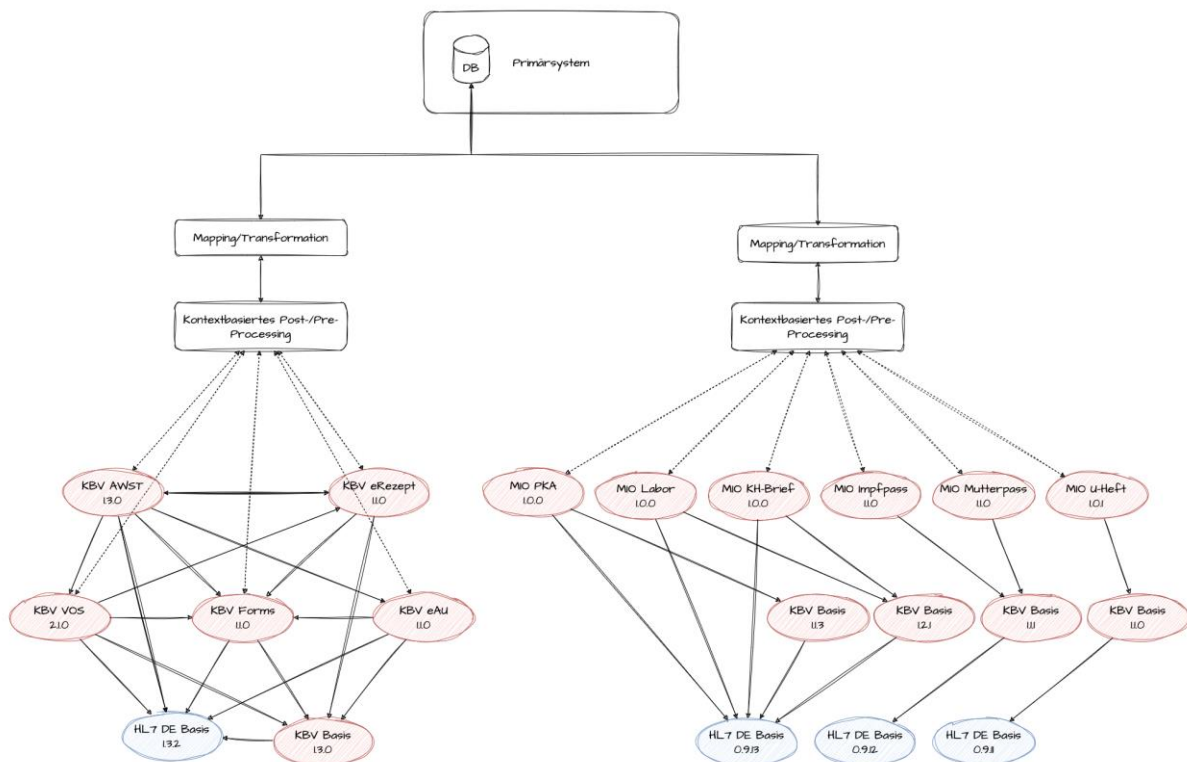 DB
Primärsystem
Mapping/Transformation
Mapping/Transformation
Kontextbasiertes Post-/Pre-
Processing
Kontextbasiertes Post-/Pre-
Processing
KBV AWST
1.3.0
KBV eRezept
1.1.0
MIO PKA
1.0.0
MIO Labor
1.0.0
MIO KH-Brief
1.0.0
MIO Impfpass
1.1.0
MIO Mutterpass
1.1.0
MIO U-Heft
1.0.1
KBV VOS
2.1.0
KBV Forms
1.1.0
KBV eAU
1.1.0
KBV Basis
1.1.3
KBV Basis
1.2.1
KBV Basis
1.1.1
KBV Basis
1.1.0
HL7 DE Basis
1.3.2
KBV Basis
1.3.0
HL7 DE Basis
0.9.13
HL7 DE Basis
0.9.12
HL7 DE Basis
0.9.11